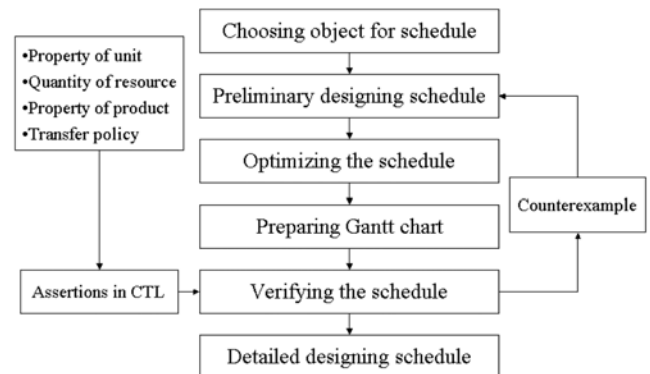 Choosing object for schedule
•Property of unit
•Quantity of resource
•Property of product
•Transfer policy
Preliminary designing schedule
Optimizing the schedule
Preparing Gantt chart
Counterexample
Assertions in CTL
Verifying the schedule
Detailed designing schedule